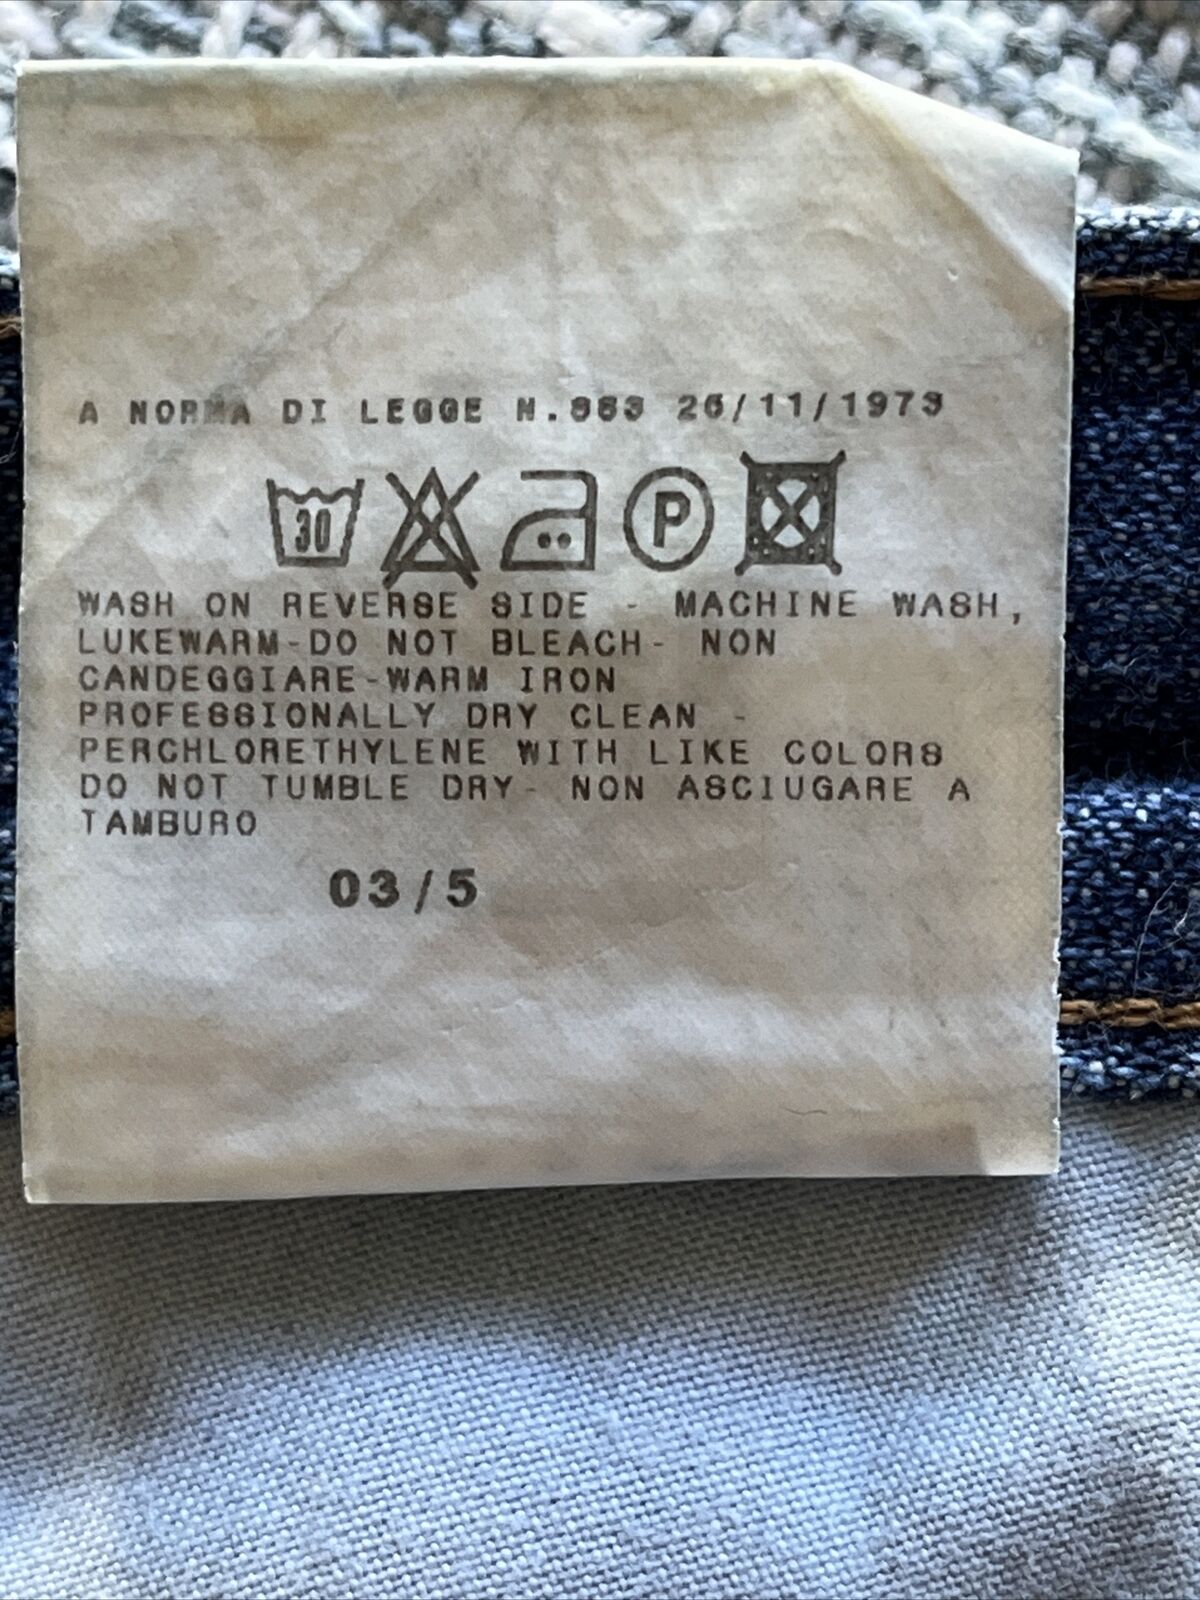 A NORMA DI LEGGE N.883 26/11/1973
30 P
WASH ON REVERSE SIDE - MACHINE WASH,
LUKEWARM-DO NOT BLEACH- NON
CANDEGGIARE-WARM IRON
PROFESSIONALLY DRY CLEAN -
PERCHLORETHYLENE WITH LIKE COLORS
DO NOT TUMBLE DRY- NON ASCIUGARE A
TAMBURO
03/5